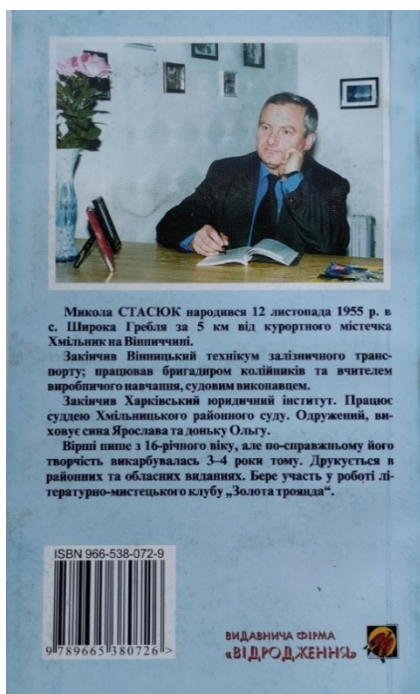 Микола СТАСЮК народився 12 листопада 1955 р. в
с. Широка Гребля за 5 км від курортного містечка
Хмільник на Вінниччині.
Закінчив Вінницький технікум залізничного транс-
порту; працював бригадиром колійників та вчителем
виробничого навчання, судовим виконавцем.
Закінчив Харківський юридичний інститут. Працює
суддею Хмільницького районного суду. Одружений, ви-
ховує сина Ярослава та доньку Ольгу.
Вірші пише з 16-річного віку, але по-справжньому його
творчість викарбувалась 3–4 роки тому. Друкується в
районних та обласних виданнях. Бере участь у роботі лі-
тературно-мистецького клубу „Золота троянда“.
ISBN 966-538-072-9
9 789665 380726 >
ВИДАВНИЧА ФІРМА
«ВІДРОДЖЕННЯ»